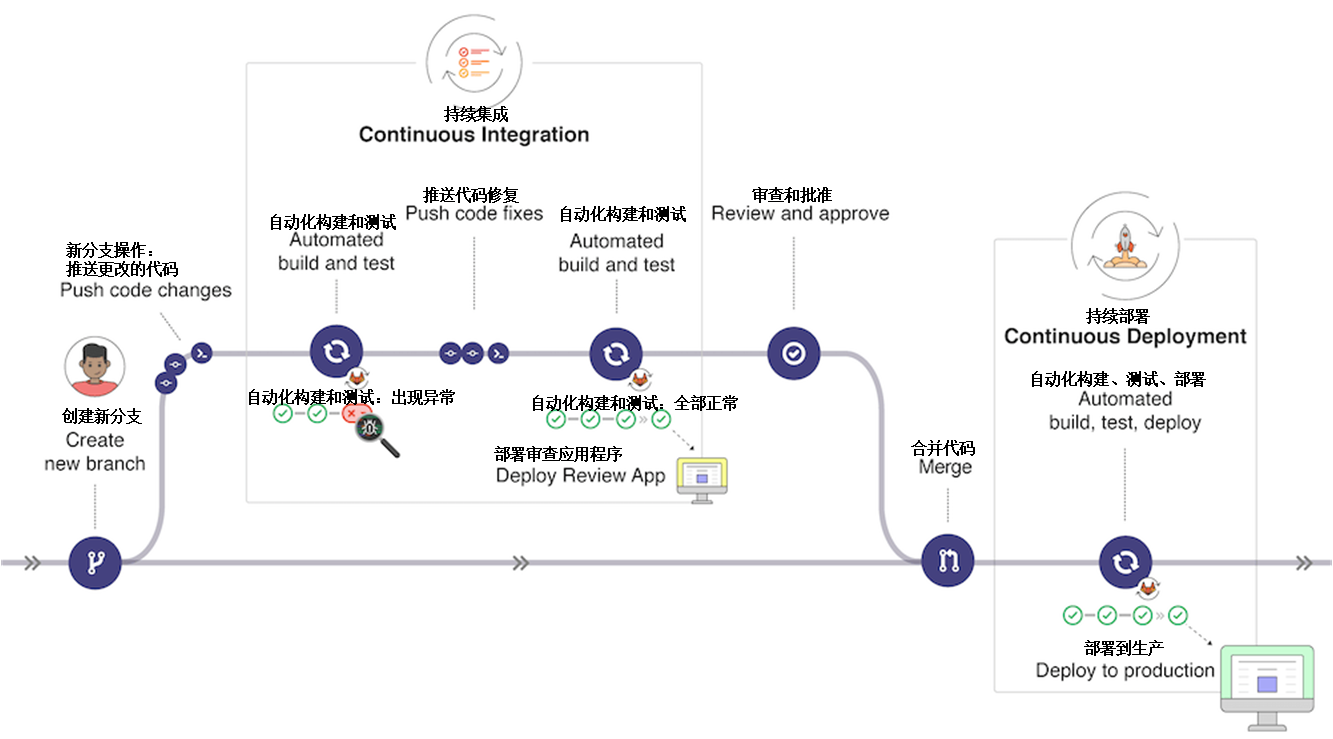 持续集成
Continuous Integration
新分支操作：
推送更改的代码
Push code changes
自动化构建和测试
Automated
build and test
推送代码修复
Push code fixes
自动化构建和测试
Automated
build and test
审查和批准
Review and approve
创建新分支
Create
new branch
自动化构建和测试：出现异常
自动化构建和测试：全部正常
部署审查应用程序
Deploy Review App
合并代码
Merge
持续部署
Continuous Deployment
自动化构建、测试、部署
Automated
build, test, deploy
部署到生产
Deploy to production